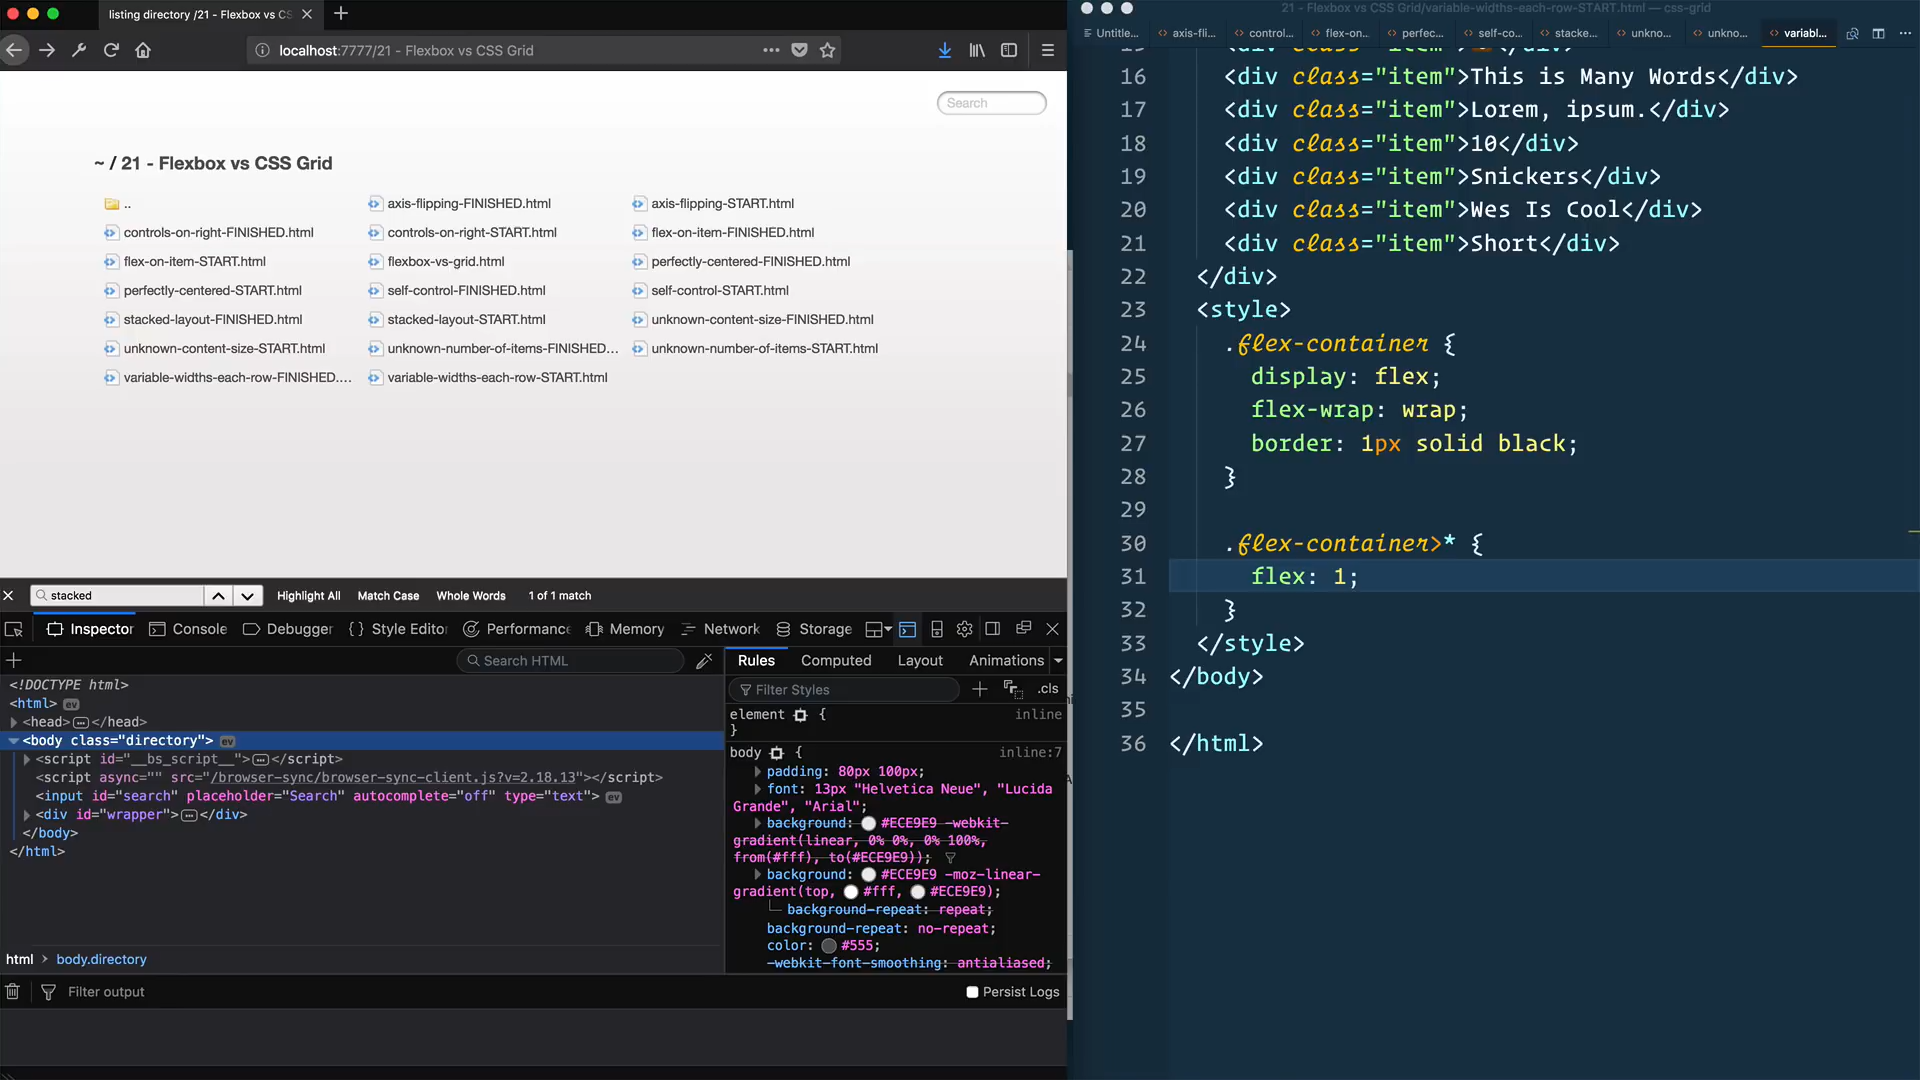 listing directory /21 - Flexbox vs CS
localhost:7777/21 - Flexbox vs CSS Grid
Search
~ / 21 - Flexbox vs CSS Grid
..
axis-flipping-FINISHED.html
axis-flipping-START.html
controls-on-right-FINISHED.html
controls-on-right-START.html
flex-on-item-FINISHED.html
flex-on-item-START.html
flexbox-vs-grid.html
perfectly-centered-FINISHED.html
perfectly-centered-START.html
self-control-FINISHED.html
self-control-START.html
stacked-layout-FINISHED.html
stacked-layout-START.html
unknown-content-size-FINISHED.html
unknown-content-size-START.html
unknown-number-of-items-FINISHED...
unknown-number-of-items-START.html
variable-widths-each-row-FINISHED....
variable-widths-each-row-START.html
stacked Highlight All Match Case Whole Words 1 of 1 match
Inspector Console Debugger Style Editor Performance Memory Network Storage
Search HTML
<!DOCTYPE html>
<html> ev
<head></head>
<body class="directory"> ev
<script id="__bs_script__"></script>
<script async="" src="/browser-sync/browser-sync-client.js?v=2.18.13"></script>
<input id="search" placeholder="Search" autocomplete="off" type="text"> ev
<div id="wrapper"></div>
</body>
</html>
html > body.directory
Rules Computed Layout Animations
Filter Styles + .cls
element { inline
}
body { inline:7
padding: 80px 100px;
font: 13px "Helvetica Neue", "Lucida
Grande", "Arial";
background: #ECE9E9 -webkit-
gradient(linear, 0% 0%, 0% 100%,
from(#fff), to(#ECE9E9));
background: #ECE9E9 -moz-linear-
gradient(top, #fff, #ECE9E9);
background-repeat: repeat;
background-repeat: no-repeat;
color: #555;
-webkit-font-smoothing: antialiased;
Filter output
Persist Logs
21 - Flexbox vs CSS Grid/variable-widths-each-row-START.html — css-grid
Untitle... axis-fli... control... flex-on... perfec... self-co... stacke... unkno... unkno... variabl...
16 <div class="item">This is Many Words</div>
17 <div class="item">Lorem, ipsum.</div>
18 <div class="item">10</div>
19 <div class="item">Snickers</div>
20 <div class="item">Wes Is Cool</div>
21 <div class="item">Short</div>
22 </div>
23 <style>
24 .flex-container {
25 display: flex;
26 flex-wrap: wrap;
27 border: 1px solid black;
28 }
29
30 .flex-container>* {
31 flex: 1;
32 }
33 </style>
34 </body>
35
36 </html>